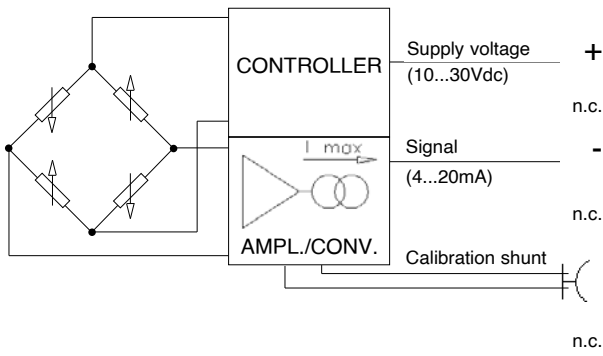 CONTROLLER
Supply voltage
+
(10...30Vdc)
n.c.
I max
Signal
-
(4...20mA)
n.c.
AMPL./CONV.
Calibration shunt
n.c.